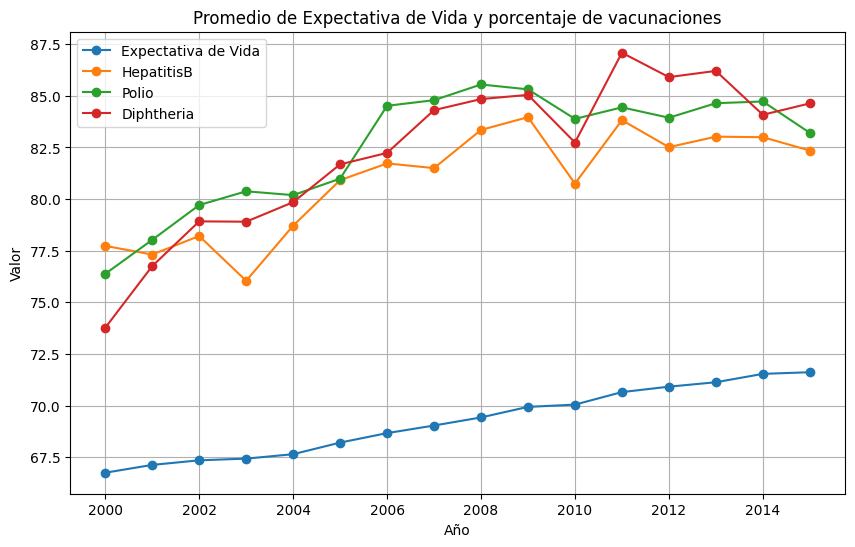 Promedio de Expectativa de Vida y porcentaje de vacunaciones
87.5
85.0
82.5
80.0
77.5
75.0
72.5
70.0
67.5
Valor
Expectativa de Vida
HepatitisB
Polio
Diphtheria
2000 2002 2004 2006 2008 2010 2012 2014
Año